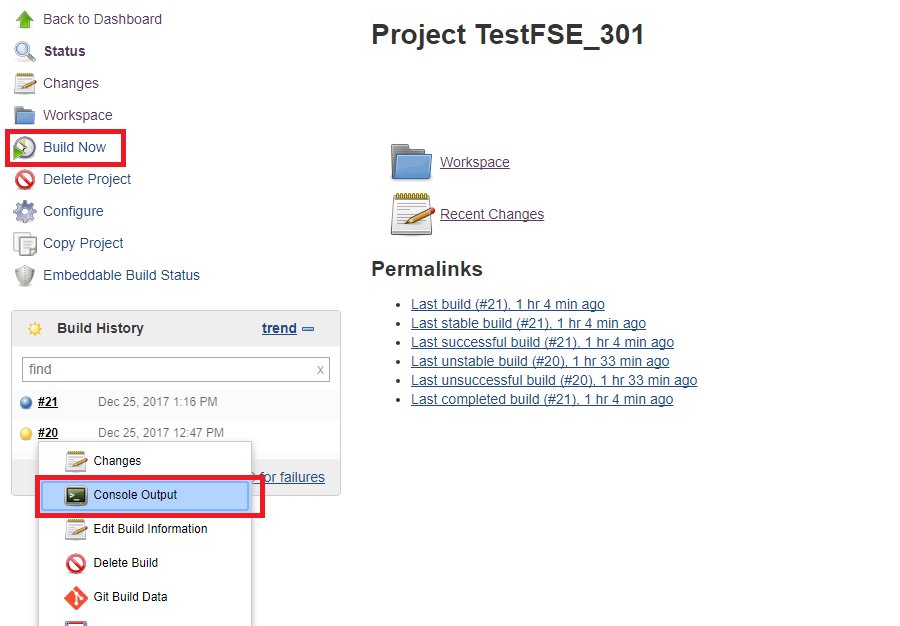 Back to Dashboard
Status
Changes
Workspace
Build Now
Delete Project
Configure
Copy Project
Embeddable Build Status
Build History
trend
find
x
#21
Dec 25, 2017 1:16 PM
#20
Dec 25, 2017 12:47 PM
for failures
Changes
Console Output
Edit Build Information
Delete Build
Git Build Data
Project TestFSE_301
Workspace
Recent Changes
Permalinks
Last build (#21), 1 hr 4 min ago
Last stable build (#21), 1 hr 4 min ago
Last successful build (#21), 1 hr 4 min ago
Last unstable build (#20), 1 hr 33 min ago
Last unsuccessful build (#20), 1 hr 33 min ago
Last completed build (#21), 1 hr 4 min ago